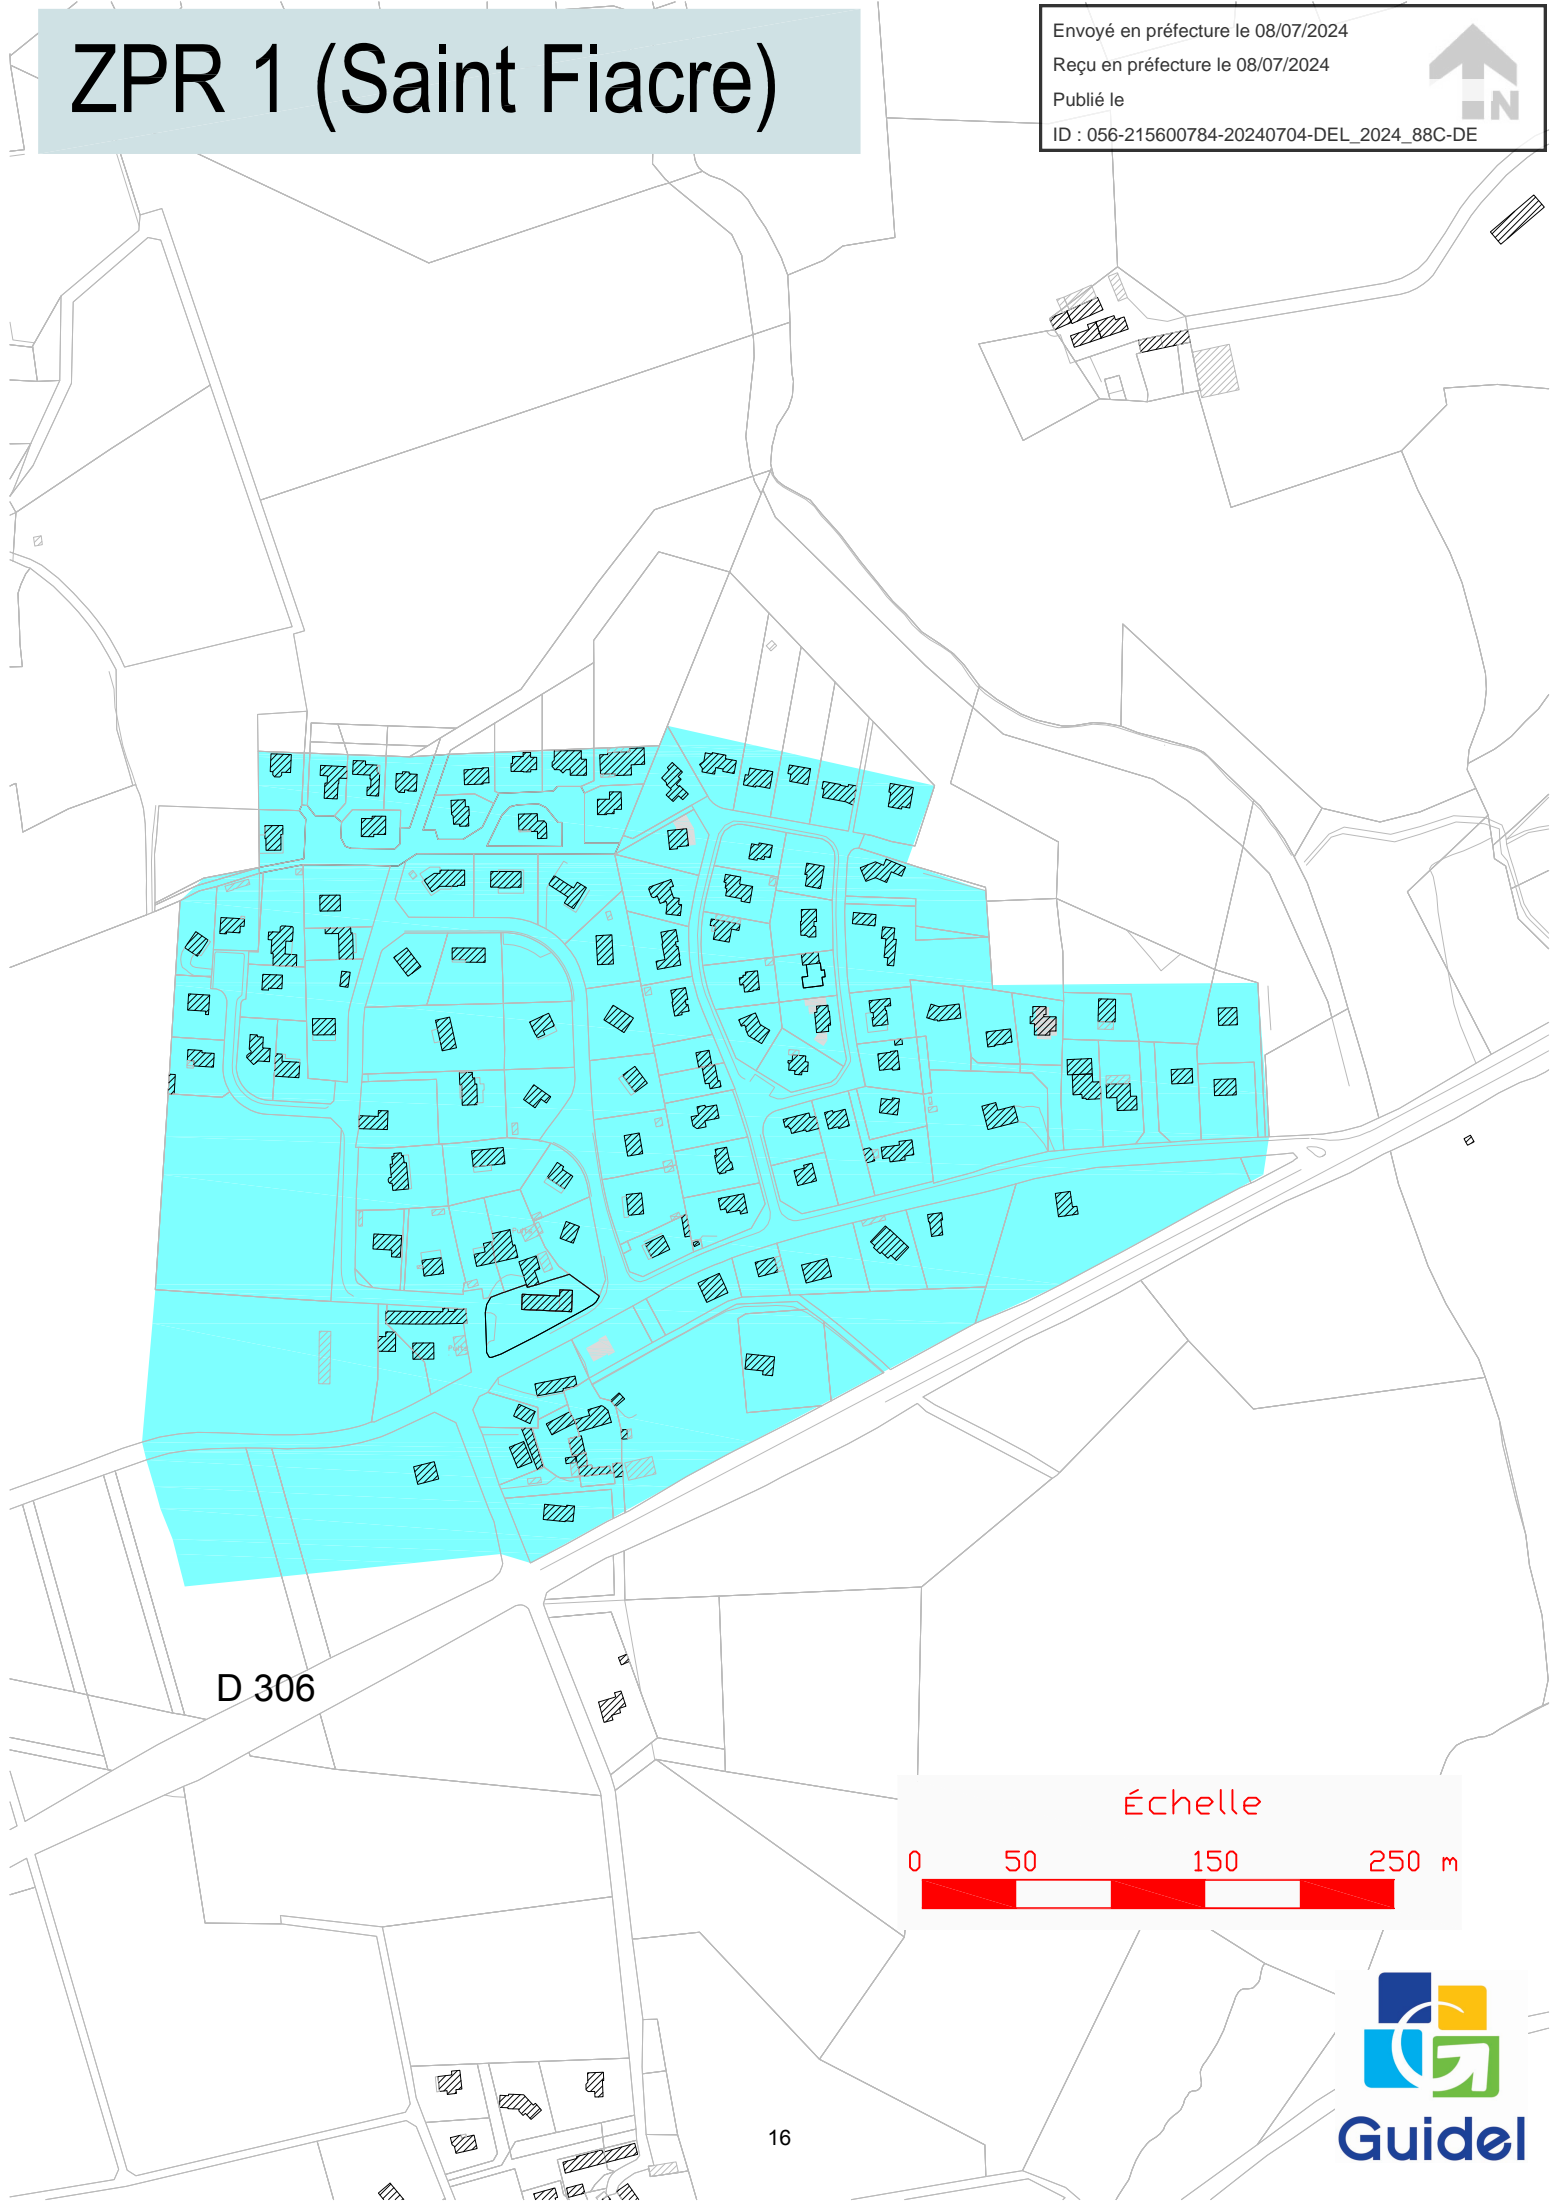 ZPR 1 (Saint Fiacre)
Envoyé en préfecture le 08/07/2024
Reçu en préfecture le 08/07/2024
Publié le
ID : 056-215600784-20240704-DEL_2024_88C-DE
N
D 306
Échelle
0 50 150 250 m
Guidel
16